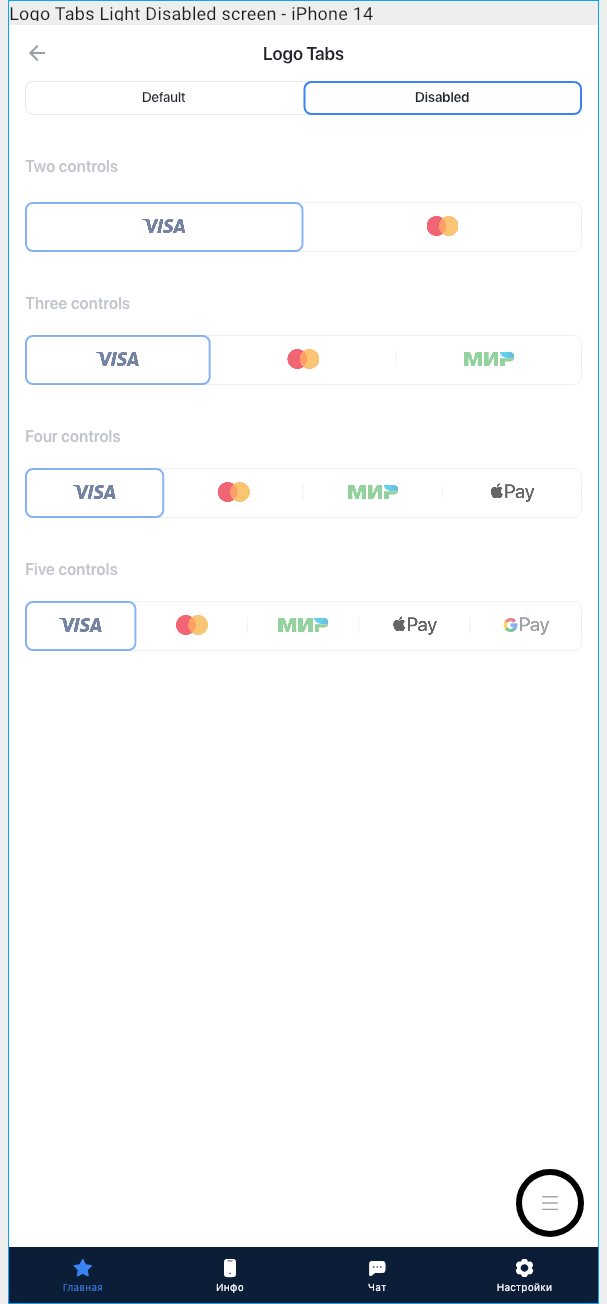 Logo Tabs Light Disabled screen - iPhone 14
Logo Tabs
Default Disabled
Two controls
VISA
Three controls
VISA МИР
Four controls
VISA МИР Pay
Five controls
VISA МИР Pay GPay
Главная Инфо Чат Настройки